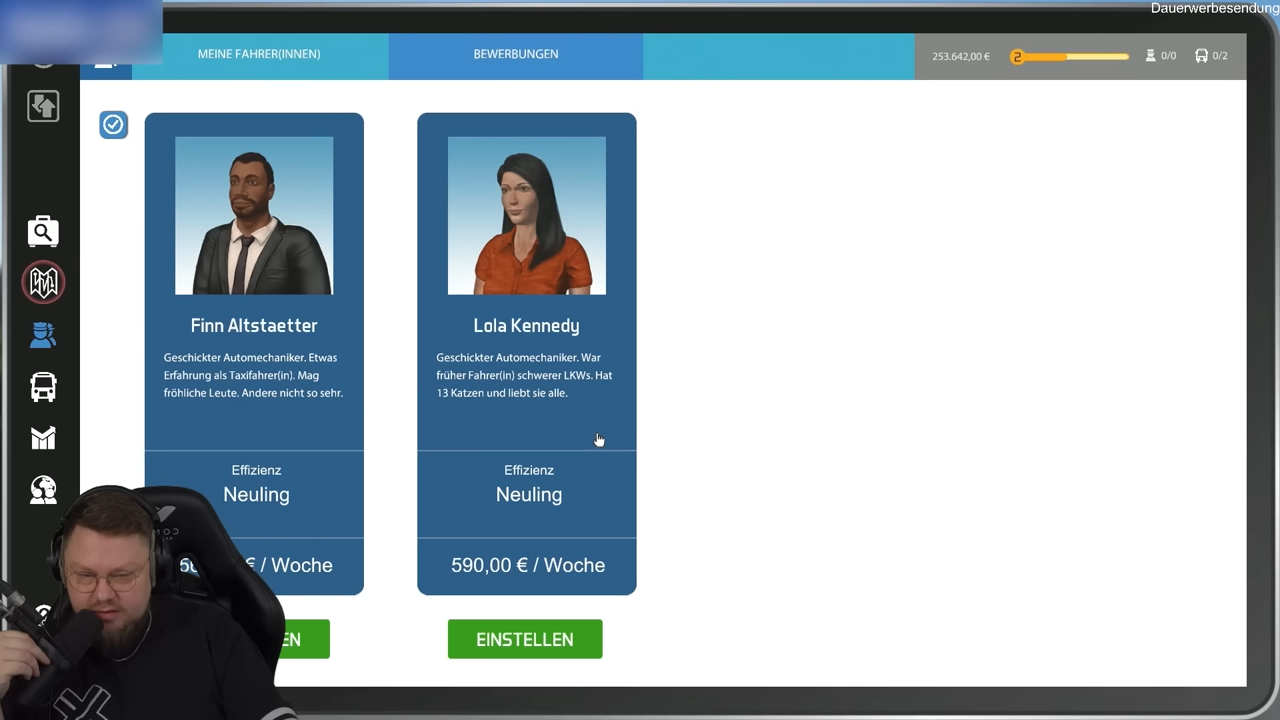 Dauerwerbesendung
MEINE FAHRER(INNEN)
BEWERBUNGEN
253.642,00 €
2
0/0
0/2
Finn Altstaetter
Geschickter Automechaniker. Etwas
Erfahrung als Taxifahrer(in). Mag
fröhliche Leute. Andere nicht so sehr.
Effizienz
Neuling
€ / Woche
EN
Lola Kennedy
Geschickter Automechaniker. War
früher Fahrer(in) schwerer LKWs. Hat
13 Katzen und liebt sie alle.
Effizienz
Neuling
590,00 € / Woche
EINSTELLEN